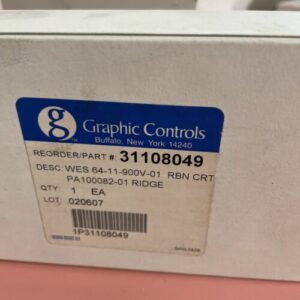 g
Graphic Controls
Buffalo, New York 14240
REORDER/PART #: 31108049
DESC: WES 64-11-900V-01 RBN CRT
PA100082-01 RIDGE
QTY: 1 EA
LOT: 020607
1P31108049